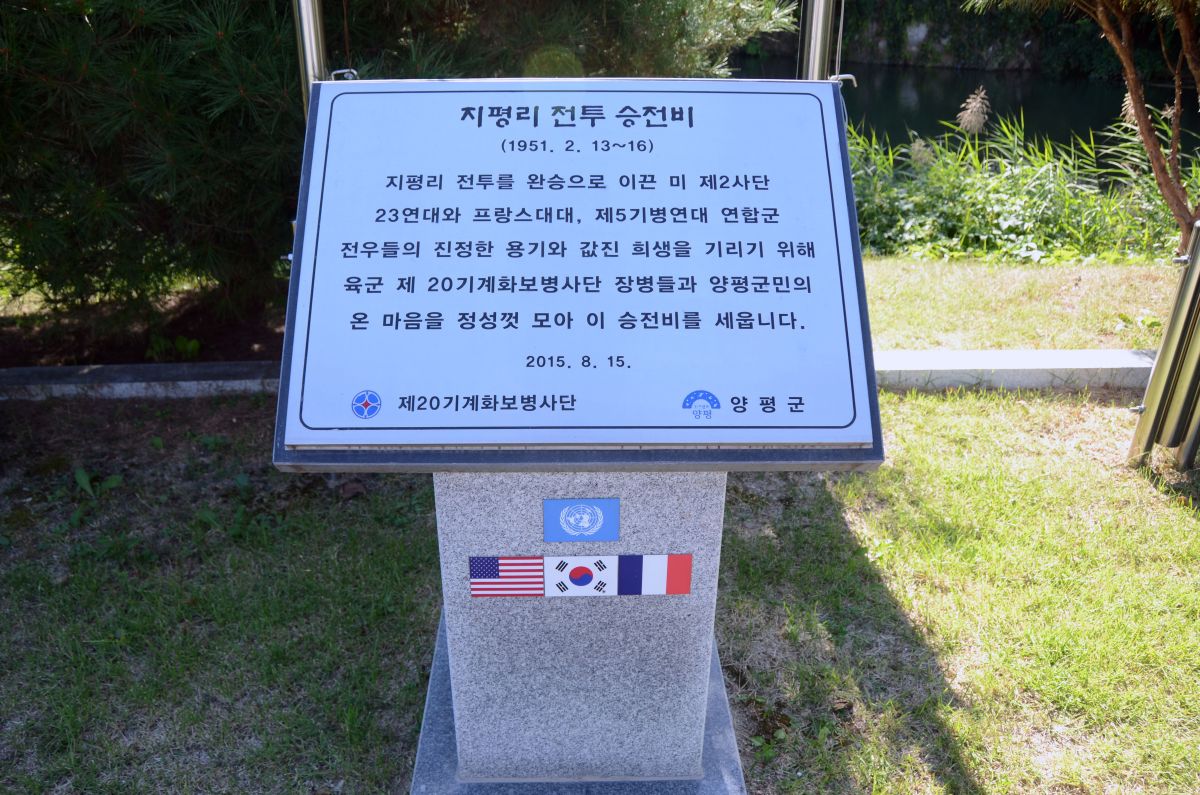 지평리 전투 승전비
(1951. 2. 13~16)
지평리 전투를 완승으로 이끈 미 제2사단
23연대와 프랑스대대, 제5기병연대 연합군
전우들의 진정한 용기와 값진 희생을 기리기 위해
육군 제 20기계화보병사단 장병들과 양평군민의
온 마음을 정성껏 모아 이 승전비를 세웁니다.
2015. 8. 15.
제20기계화보병사단
양평
양 평 군